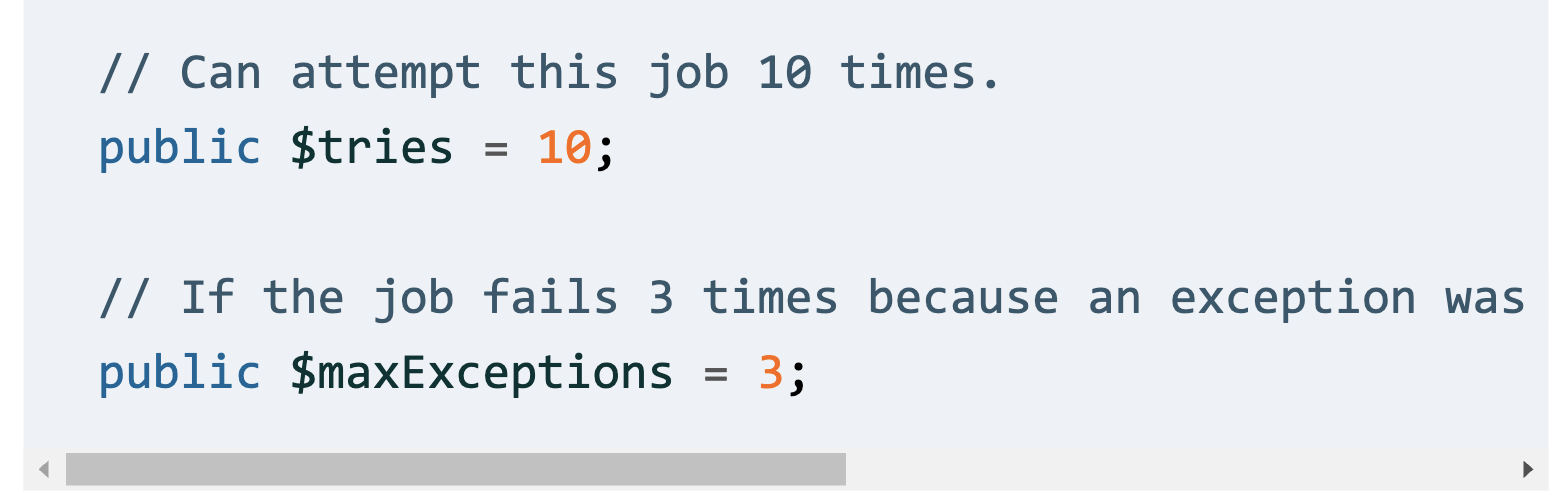 // Can attempt this job 10 times.
public $tries = 10;
// If the job fails 3 times because an exception was
public $maxExceptions = 3;